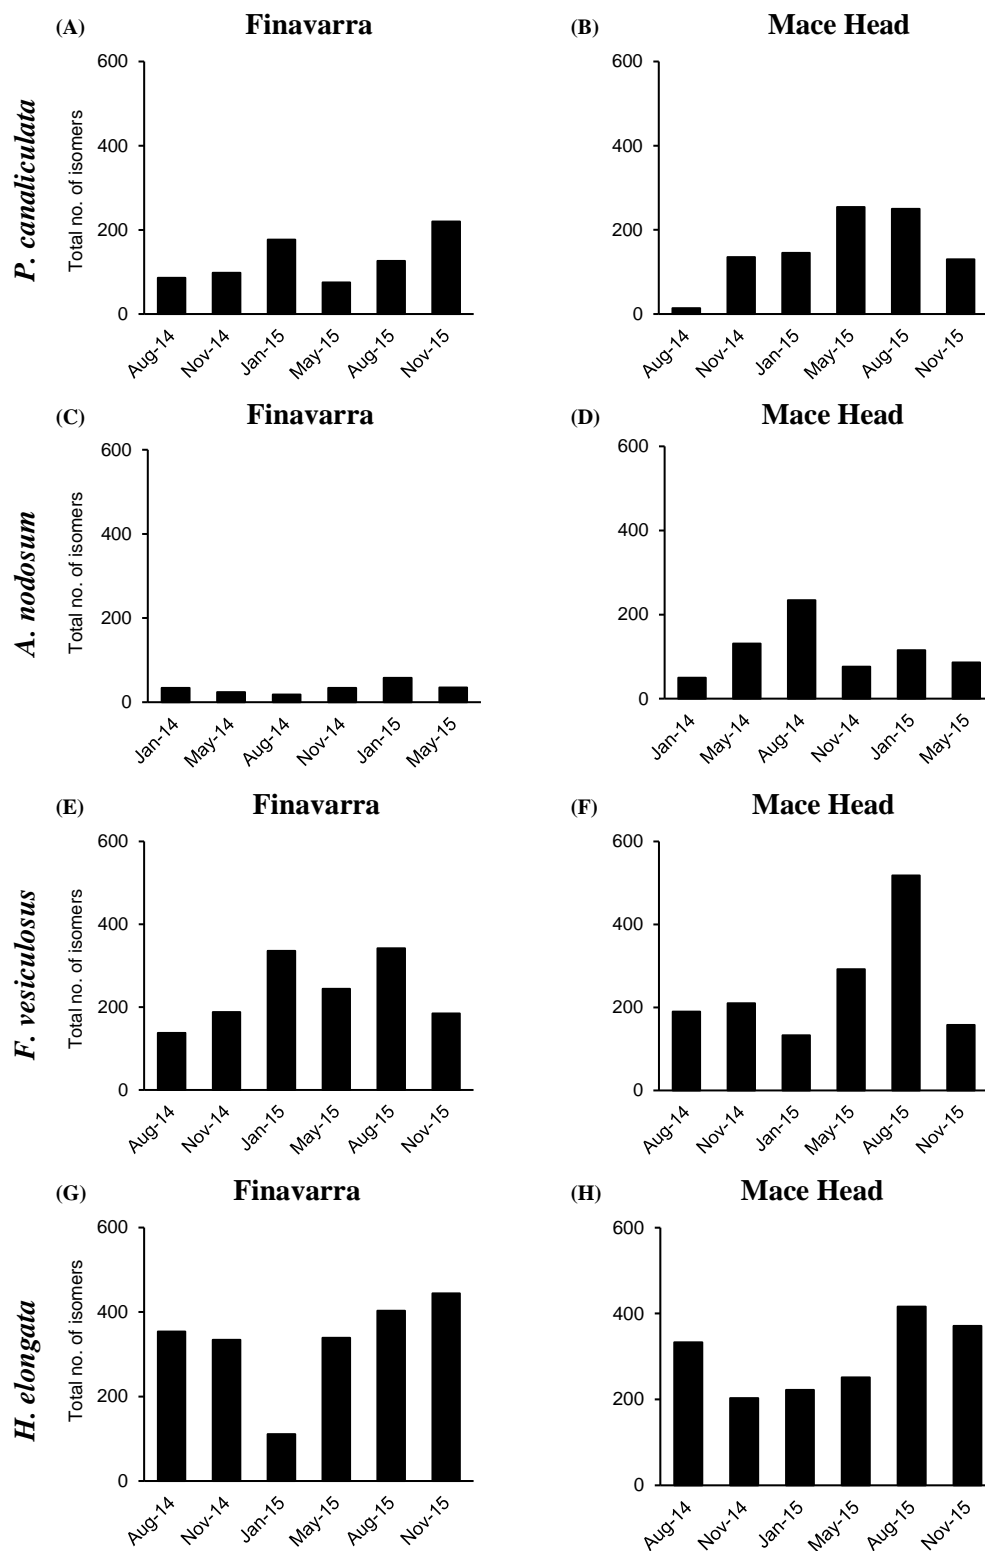 (A) Finavarra
(B) Mace Head
P. canaliculata
Total no. of isomers
600
400
200
0
Aug-14 Nov-14 Jan-15 May-15 Aug-15 Nov-15
600
400
200
0
Aug-14 Nov-14 Jan-15 May-15 Aug-15 Nov-15
(C) Finavarra
(D) Mace Head
A. nodosum
Total no. of isomers
600
400
200
0
Jan-14 May-14 Aug-14 Nov-14 Jan-15 May-15
600
400
200
0
Jan-14 May-14 Aug-14 Nov-14 Jan-15 May-15
(E) Finavarra
(F) Mace Head
F. vesiculosus
Total no. of isomers
600
400
200
0
Aug-14 Nov-14 Jan-15 May-15 Aug-15 Nov-15
600
400
200
0
Aug-14 Nov-14 Jan-15 May-15 Aug-15 Nov-15
(G) Finavarra
(H) Mace Head
H. elongata
Total no. of isomers
600
400
200
0
Aug-14 Nov-14 Jan-15 May-15 Aug-15 Nov-15
600
400
200
0
Aug-14 Nov-14 Jan-15 May-15 Aug-15 Nov-15